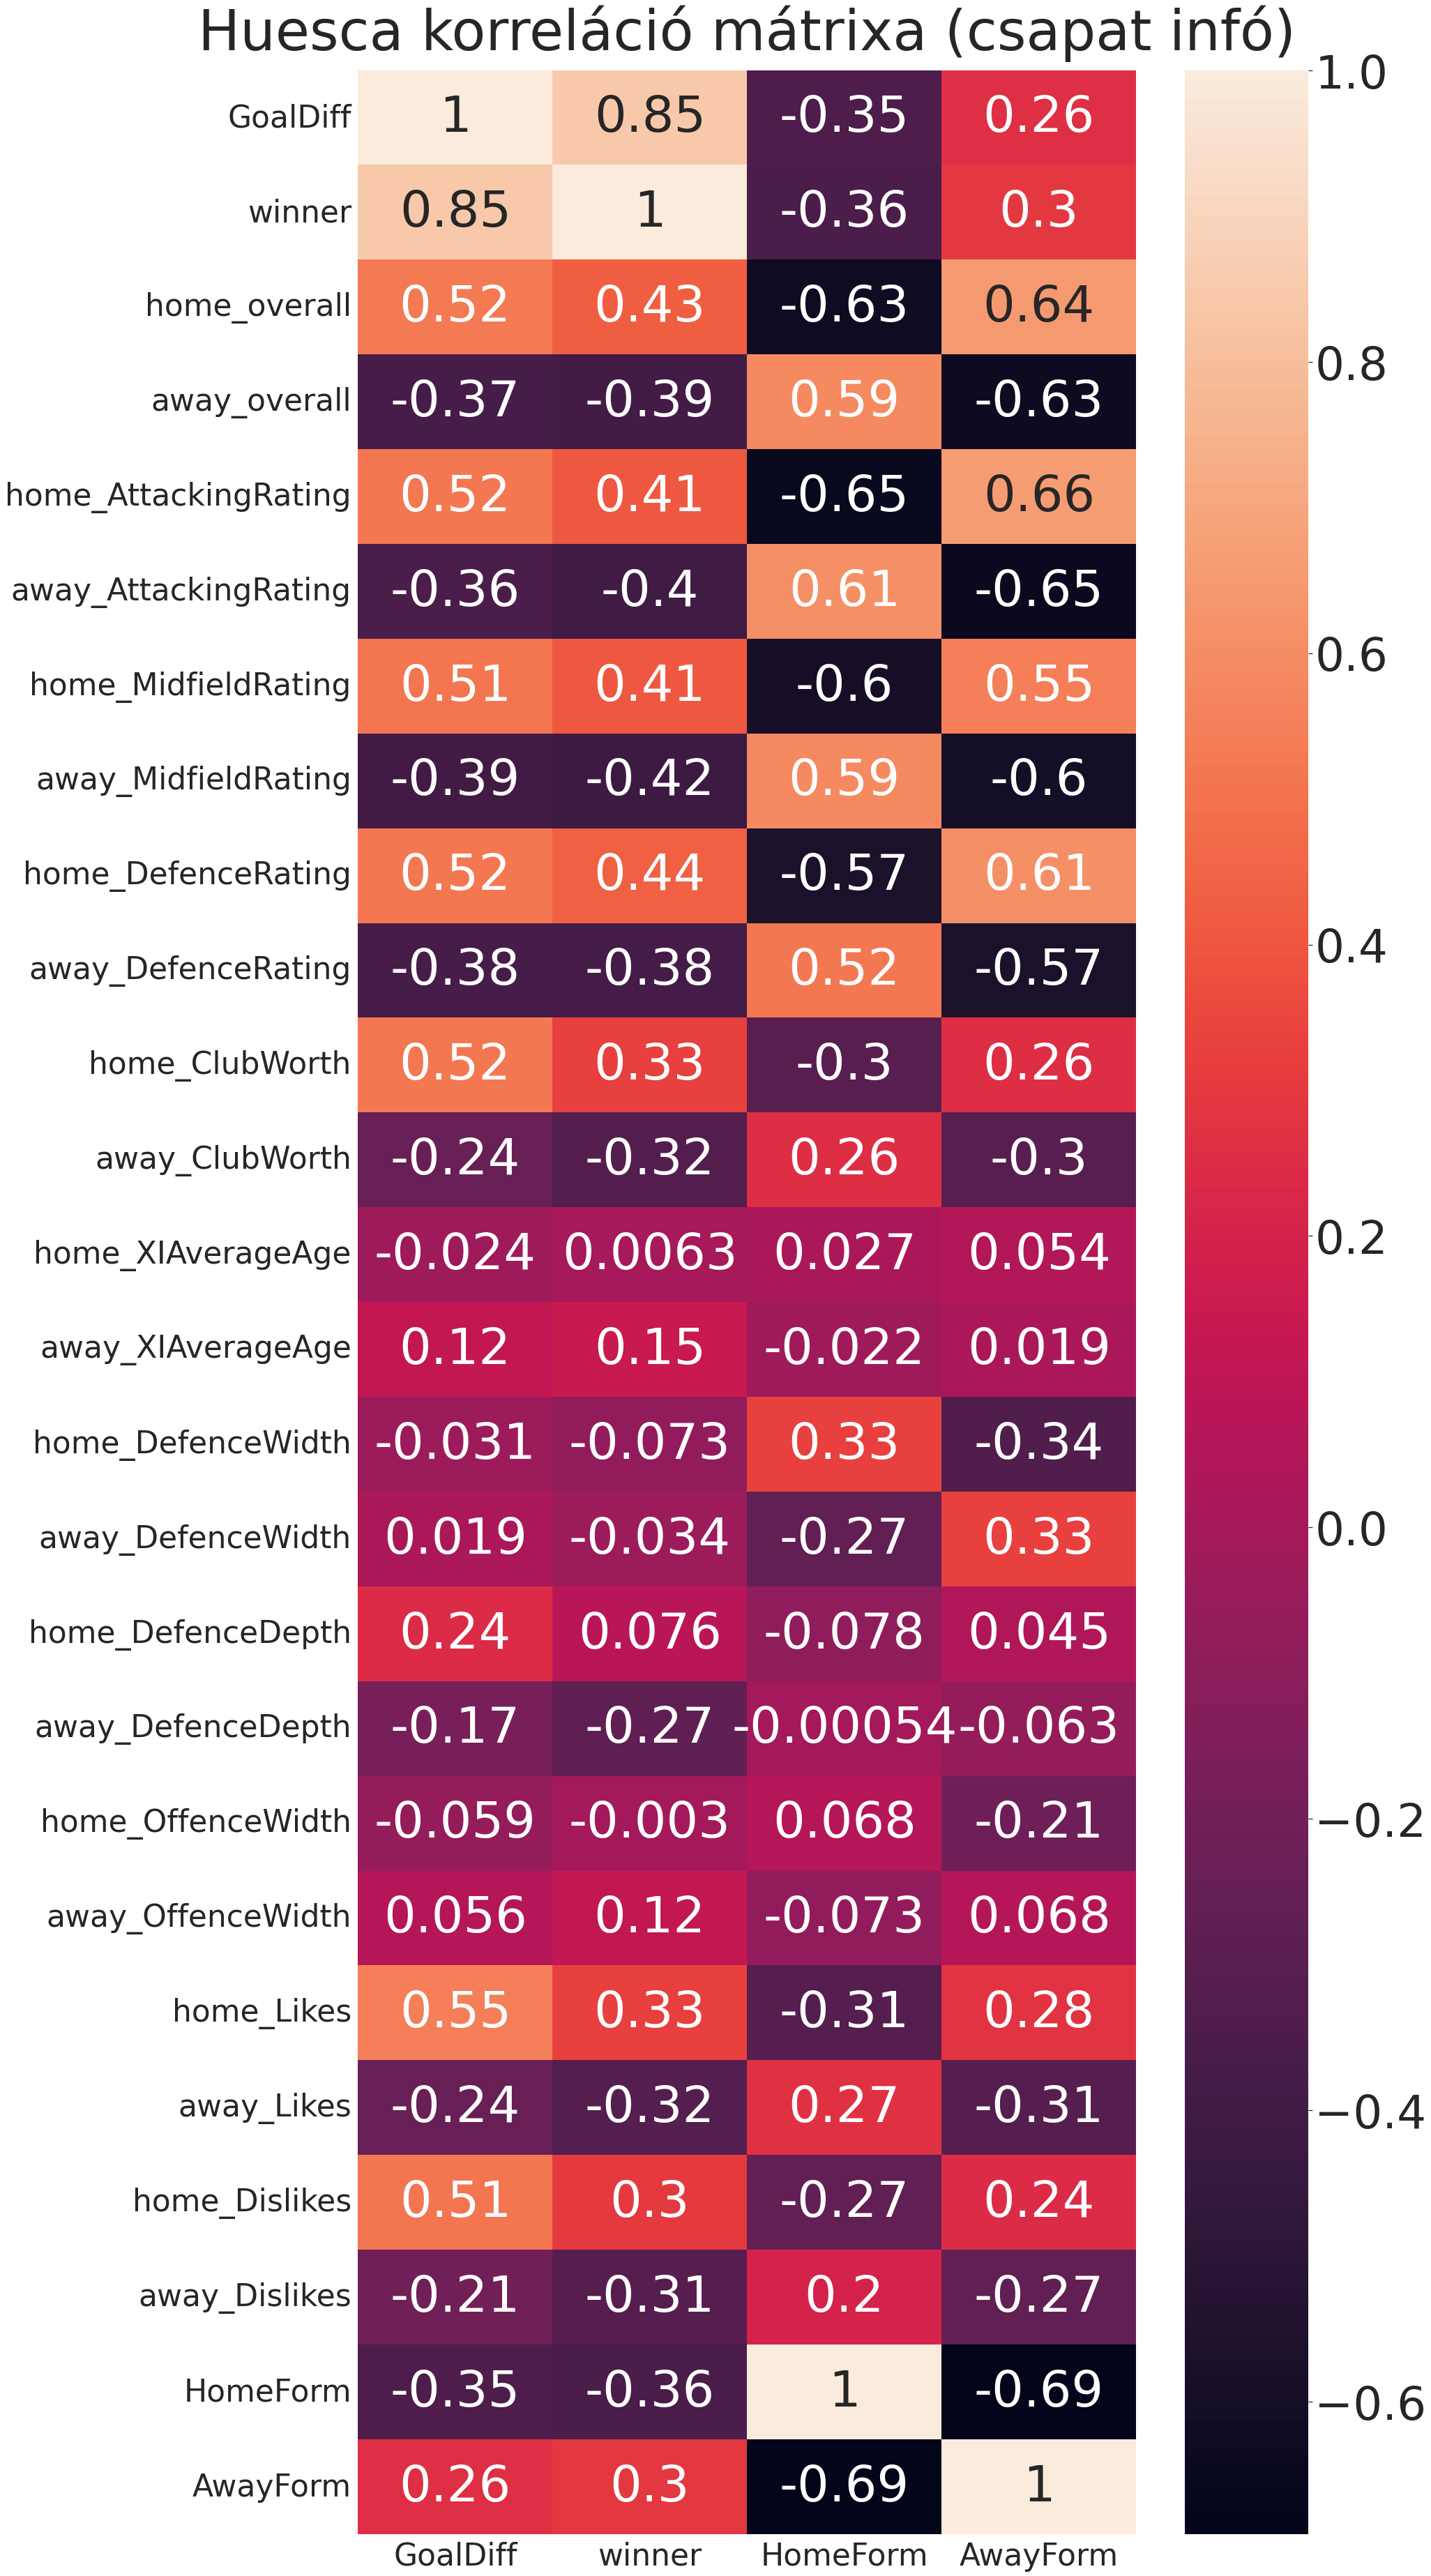 Huesca korreláció mátrixa (csapat infó)
GoalDiff 1 0.85 -0.35 0.26
winner 0.85 1 -0.36 0.3
home_overall 0.52 0.43 -0.63 0.64
away_overall -0.37 -0.39 0.59 -0.63
home_AttackingRating 0.52 0.41 -0.65 0.66
away_AttackingRating -0.36 -0.4 0.61 -0.65
home_MidfieldRating 0.51 0.41 -0.6 0.55
away_MidfieldRating -0.39 -0.42 0.59 -0.6
home_DefenceRating 0.52 0.44 -0.57 0.61
away_DefenceRating -0.38 -0.38 0.52 -0.57
home_ClubWorth 0.52 0.33 -0.3 0.26
away_ClubWorth -0.24 -0.32 0.26 -0.3
home_XIAverageAge -0.024 0.0063 0.027 0.054
away_XIAverageAge 0.12 0.15 -0.022 0.019
home_DefenceWidth -0.031 -0.073 0.33 -0.34
away_DefenceWidth 0.019 -0.034 -0.27 0.33
home_DefenceDepth 0.24 0.076 -0.078 0.045
away_DefenceDepth -0.17 -0.27 -0.00054 -0.063
home_OffenceWidth -0.059 -0.003 0.068 -0.21
away_OffenceWidth 0.056 0.12 -0.073 0.068
home_Likes 0.55 0.33 -0.31 0.28
away_Likes -0.24 -0.32 0.27 -0.31
home_Dislikes 0.51 0.3 -0.27 0.24
away_Dislikes -0.21 -0.31 0.2 -0.27
HomeForm -0.35 -0.36 1 -0.69
AwayForm 0.26 0.3 -0.69 1
GoalDiff winner HomeForm AwayForm
1.0
0.8
0.6
0.4
0.2
0.0
−0.2
−0.4
−0.6